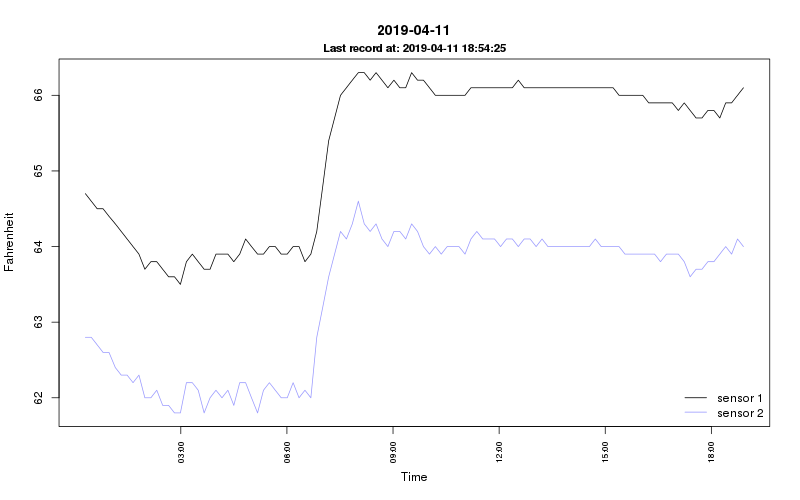 2019-04-11
Last record at: 2019-04-11 18:54:25
Fahrenheit
66
65
64
63
62
sensor 1
sensor 2
03:00
06:00
09:00
12:00
15:00
18:00
Time